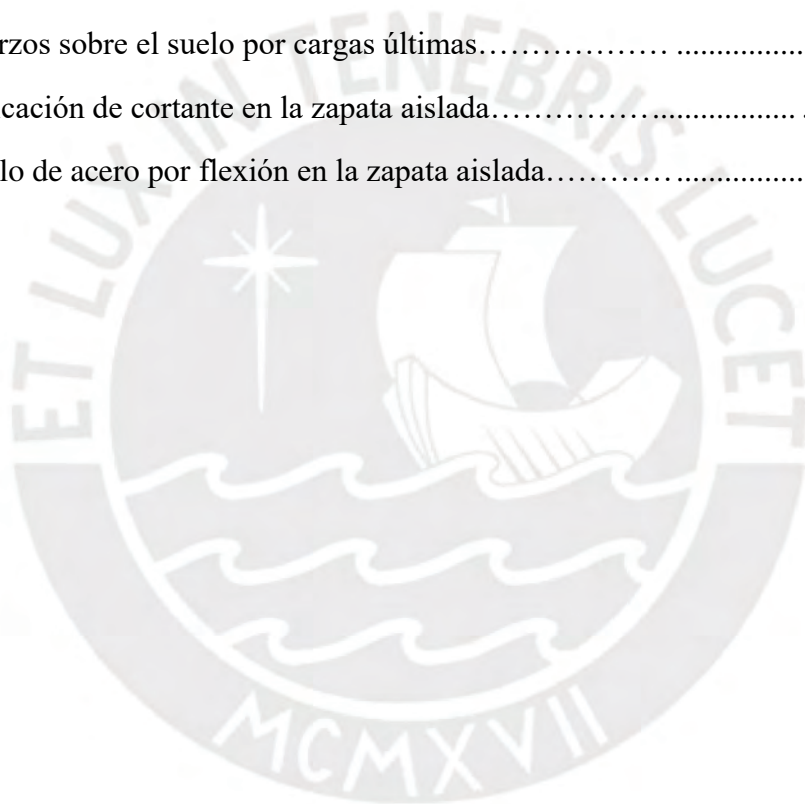 rzos sobre el suelo por cargas últimas……………… ................
cación de cortante en la zapata aislada…………….................. .
lo de acero por flexión en la zapata aislada………… ................
ET LUX IN TENEBRIS LUCET
MCMXVII